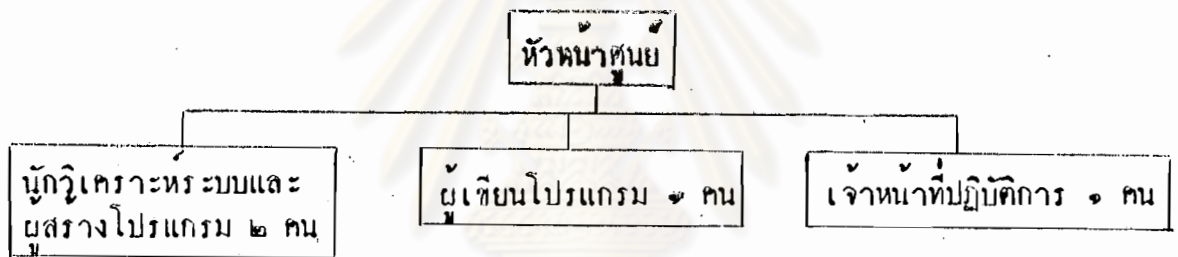 หัวหน้าศูนย์
นักวิเคราะห์ระบบและ
ผู้สร้างโปรแกรม ๒ คน
ผู้เขียนโปรแกรม ๑ คน
เจ้าหน้าที่ปฏิบัติการ ๑ คน